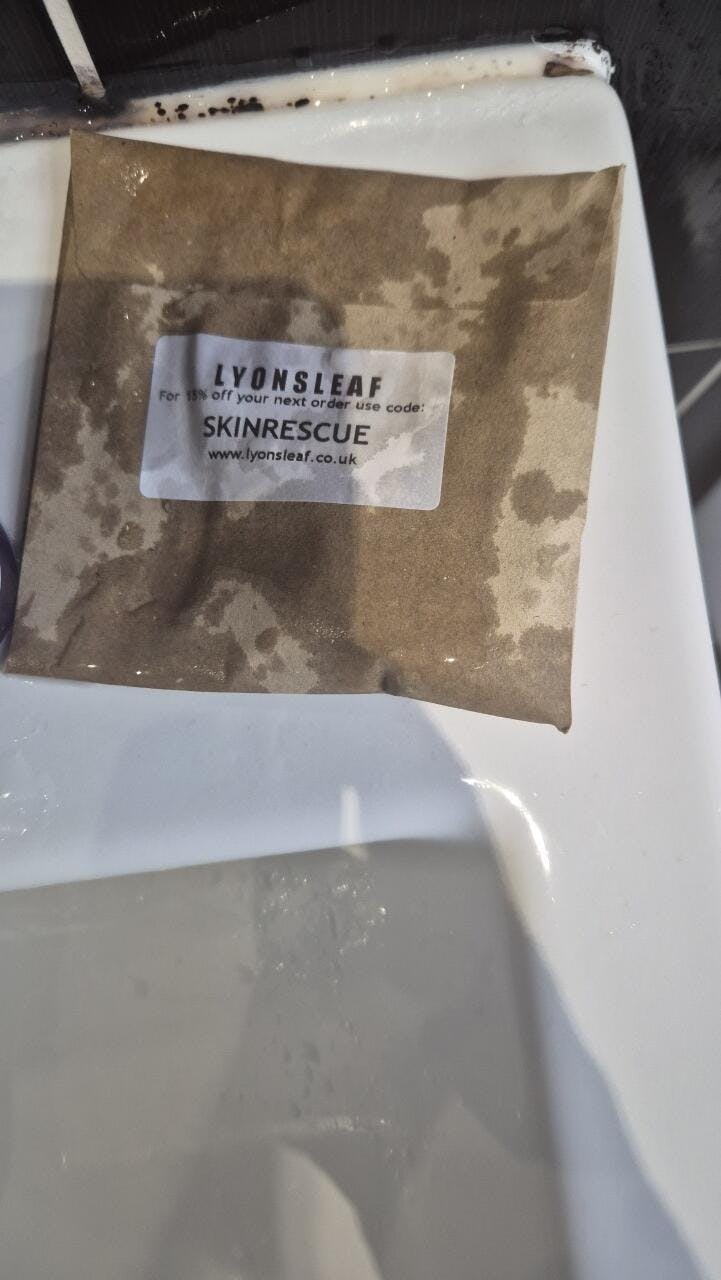 LYONSLEAF
For 15% off your next order use code:
SKINRESCUE
www.lyonsleaf.co.uk